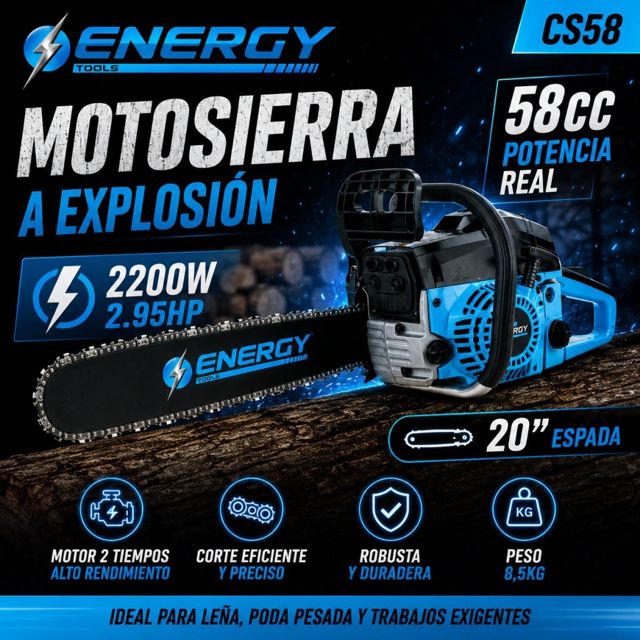 ENERGY
TOOLS
CS58
MOTOSIERRA
A EXPLOSIÓN
58CC
POTENCIA
REAL
2200W
2.95HP
ENERGY
TOOLS
ENERGY
20” ESPADA
MOTOR 2 TIEMPOS
ALTO RENDIMIENTO
CORTE EFICIENTE
Y PRECISO
ROBUSTA
Y DURADERA
KG
PESO
8,5KG
IDEAL PARA LEÑA, PODA PESADA Y TRABAJOS EXIGENTES